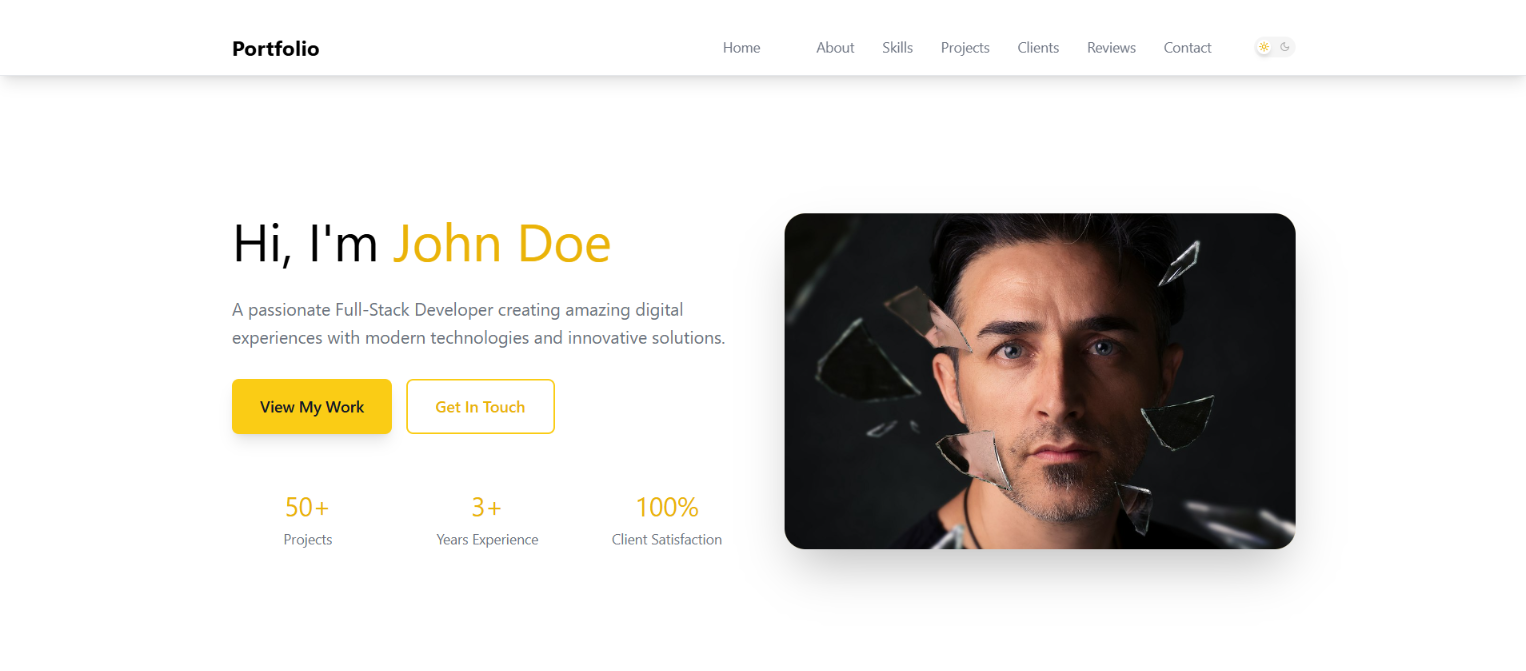 Portfolio
Home About Skills Projects Clients Reviews Contact
Hi, I'm John Doe
A passionate Full-Stack Developer creating amazing digital
experiences with modern technologies and innovative solutions.
View My Work
Get In Touch
50+
Projects
3+
Years Experience
100%
Client Satisfaction